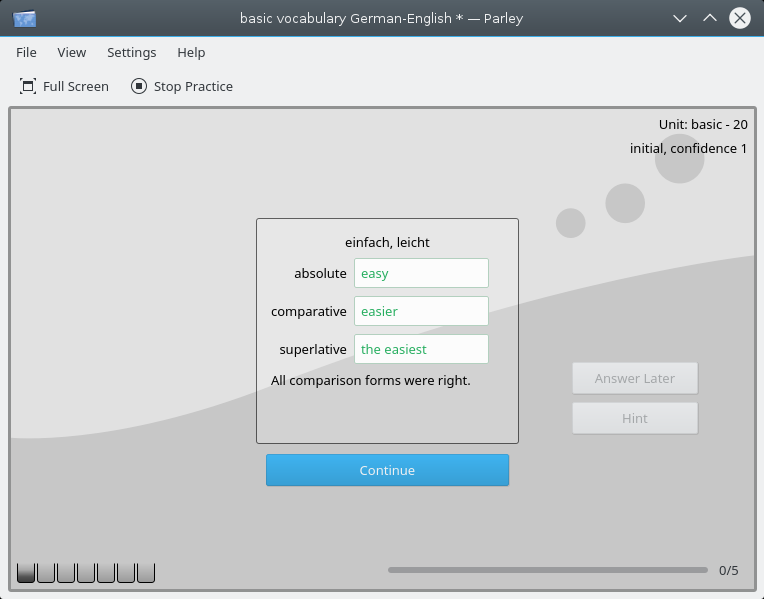 basic vocabulary German-English * — Parley
File View Settings Help
Full Screen Stop Practice
Unit: basic - 20
initial, confidence 1
einfach, leicht
absolute easy
comparative easier
superlative the easiest
All comparison forms were right.
Answer Later
Hint
Continue
0/5